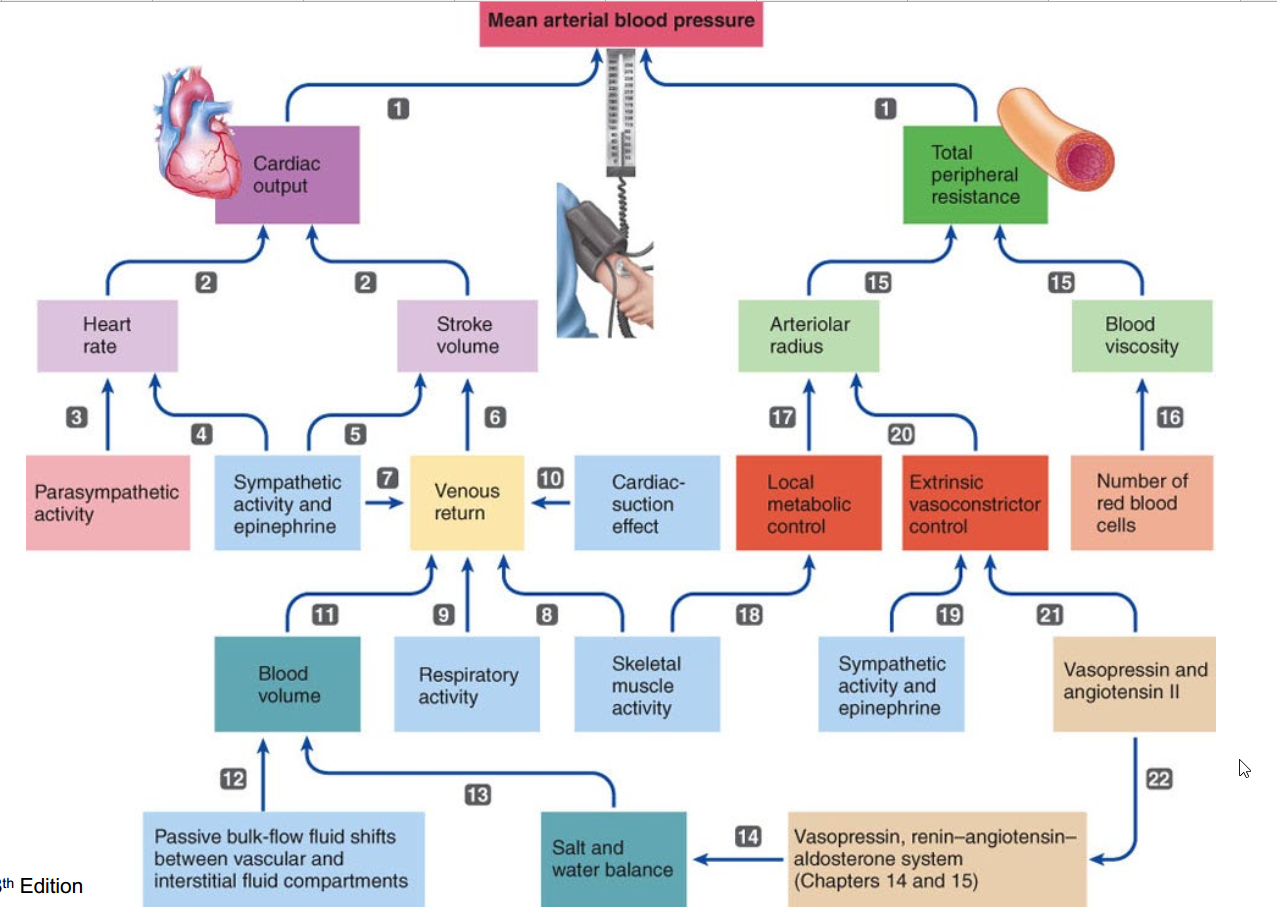 Mean arterial blood pressure
1
1
Cardiac
output
Total
peripheral
resistance
2
2
15
15
Heart
rate
Stroke
volume
Arteriolar
radius
Blood
viscosity
3
4
5
6
17
20
16
Parasympathetic
activity
Sympathetic
activity and
epinephrine
7
Venous
return
10
Cardiac-
suction
effect
Local
metabolic
control
Extrinsic
vasoconstrictor
control
Number of
red blood
cells
11
9
8
18
19
21
Blood
volume
Respiratory
activity
Skeletal
muscle
activity
Sympathetic
activity and
epinephrine
Vasopressin and
angiotensin II
12
13
22
Passive bulk-flow fluid shifts
between vascular and
interstitial fluid compartments
Salt and
water balance
14
Vasopressin, renin–angiotensin–
aldosterone system
(Chapters 14 and 15)
th Edition